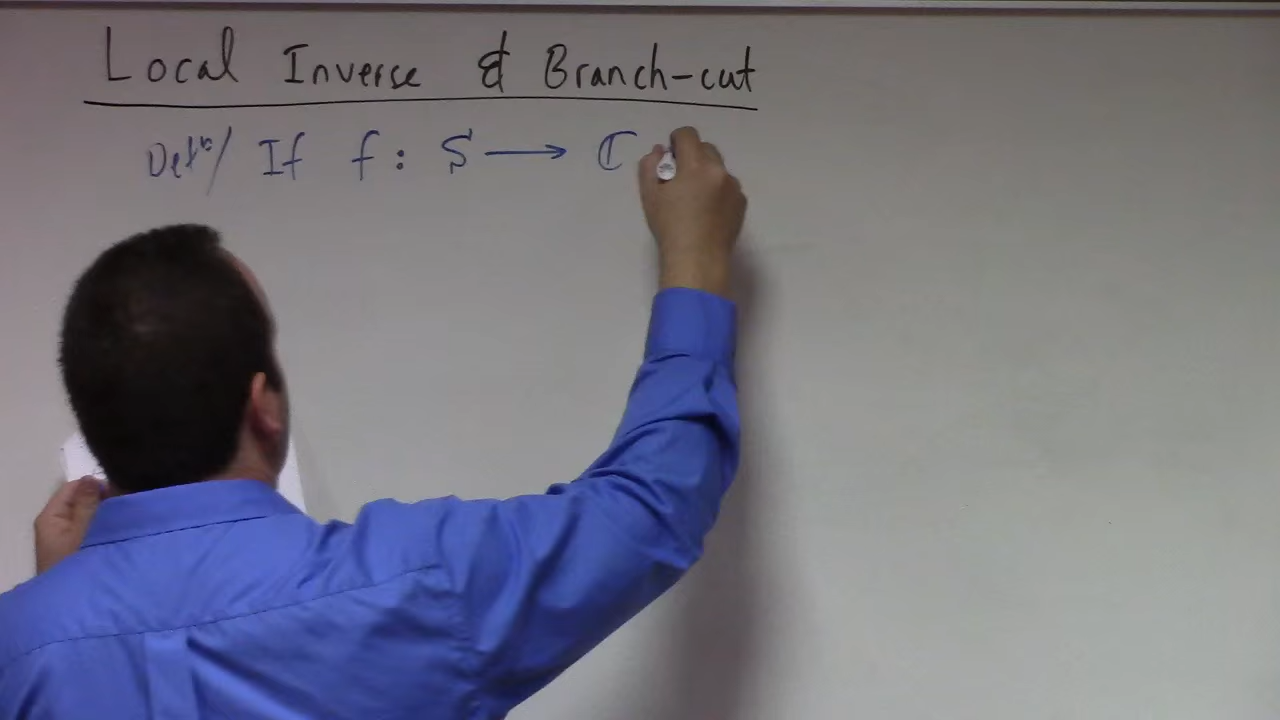 Local Inverse & Branch-cut
Defⁿ/ If f: S ⟶ ℂ